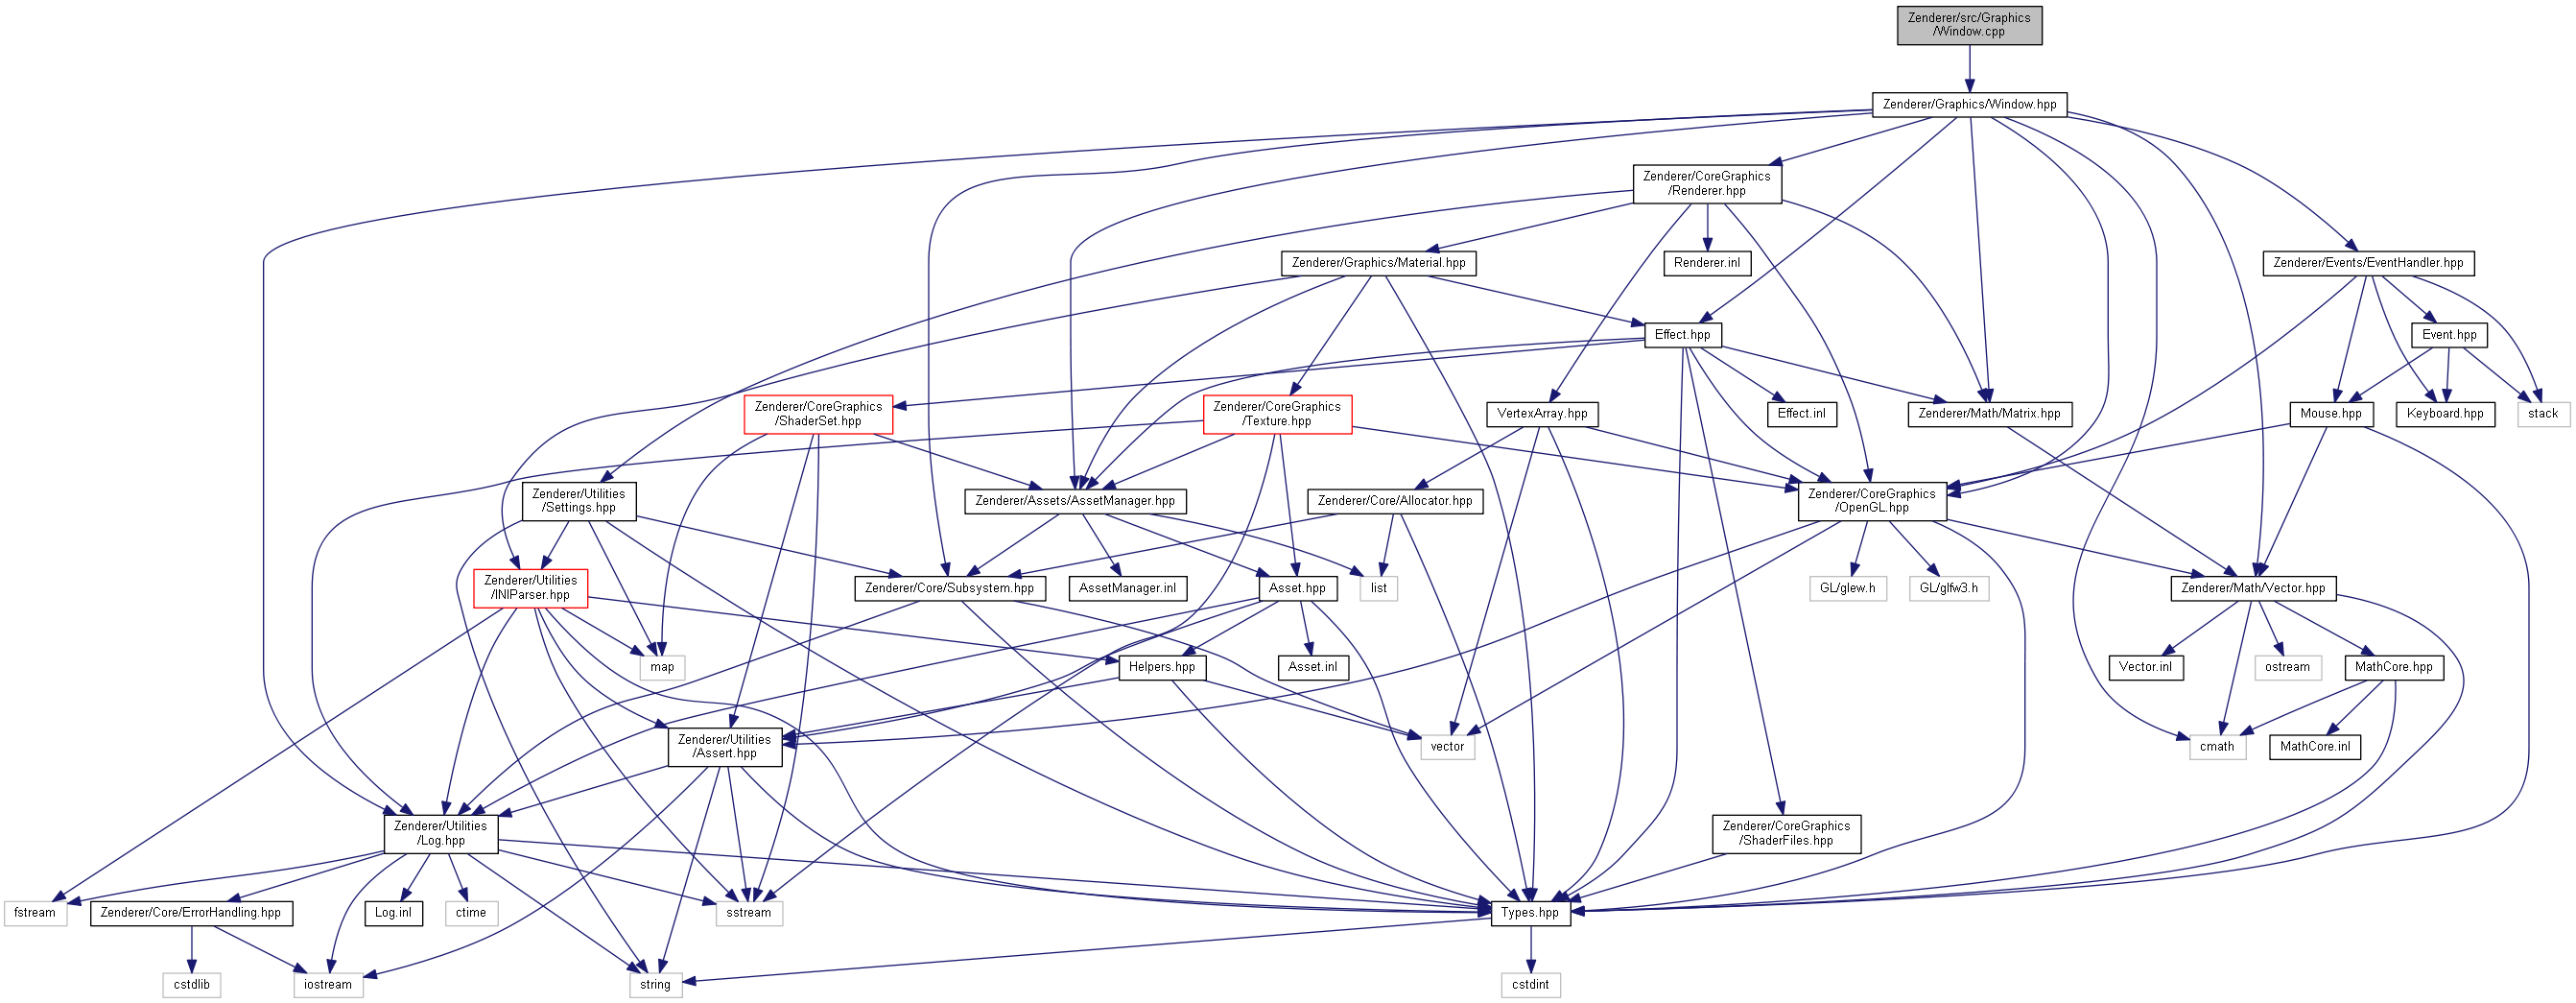 Zenderer/src/Graphics
/Window.cpp
Zenderer/Graphics/Window.hpp
Zenderer/CoreGraphics
/Renderer.hpp
Zenderer/Graphics/Material.hpp
Renderer.inl
Zenderer/Events/EventHandler.hpp
Effect.hpp
Event.hpp
Zenderer/CoreGraphics
/ShaderSet.hpp
Zenderer/CoreGraphics
/Texture.hpp
VertexArray.hpp
Effect.inl
Zenderer/Math/Matrix.hpp
Mouse.hpp
Keyboard.hpp
stack
Zenderer/Utilities
/Settings.hpp
Zenderer/Assets/AssetManager.hpp
Zenderer/Core/Allocator.hpp
Zenderer/CoreGraphics
/OpenGL.hpp
Zenderer/Utilities
/INIParser.hpp
Zenderer/Core/Subsystem.hpp
AssetManager.inl
Asset.hpp
list
GL/glew.h
GL/glfw3.h
Zenderer/Math/Vector.hpp
map
Helpers.hpp
Asset.inl
Vector.inl
ostream
MathCore.hpp
Zenderer/Utilities
/Assert.hpp
vector
cmath
MathCore.inl
Zenderer/Utilities
/Log.hpp
Zenderer/CoreGraphics
/ShaderFiles.hpp
fstream
Zenderer/Core/ErrorHandling.hpp
Log.inl
ctime
sstream
Types.hpp
cstdlib
iostream
string
cstdint